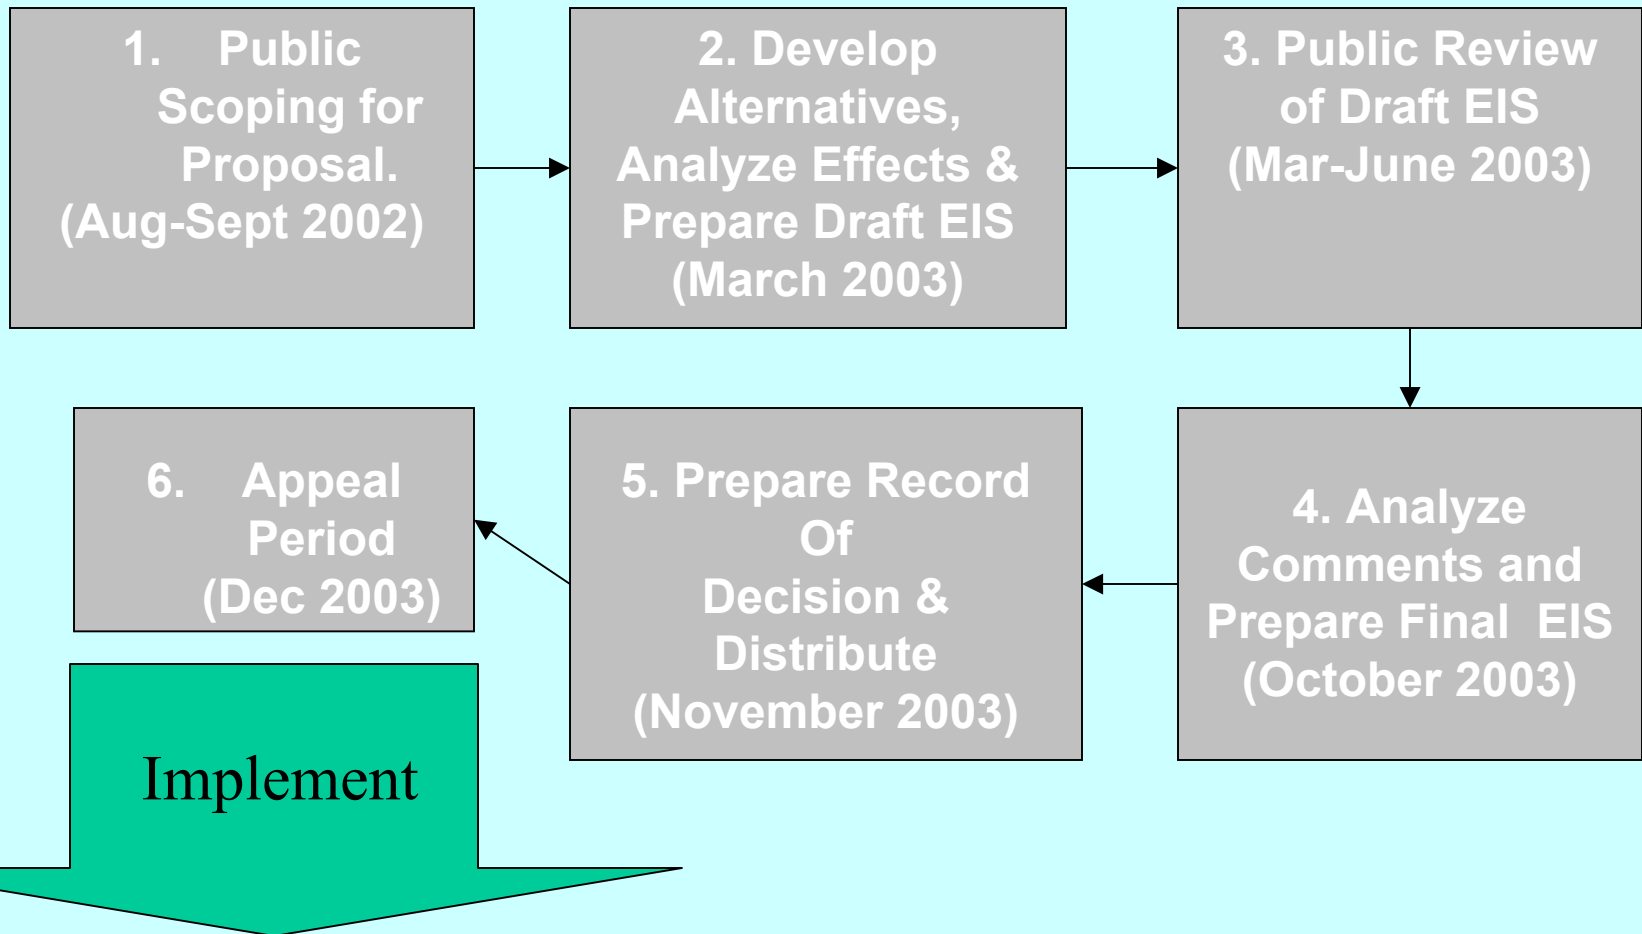 1. Public
Scoping for
Proposal.
(Aug-Sept 2002)
2. Develop
Alternatives,
Analyze Effects &
Prepare Draft EIS
(March 2003)
3. Public Review
of Draft EIS
(Mar-June 2003)
4. Analyze
Comments and
Prepare Final EIS
(October 2003)
5. Prepare Record
Of
Decision &
Distribute
(November 2003)
6. Appeal
Period
(Dec 2003)
Implement